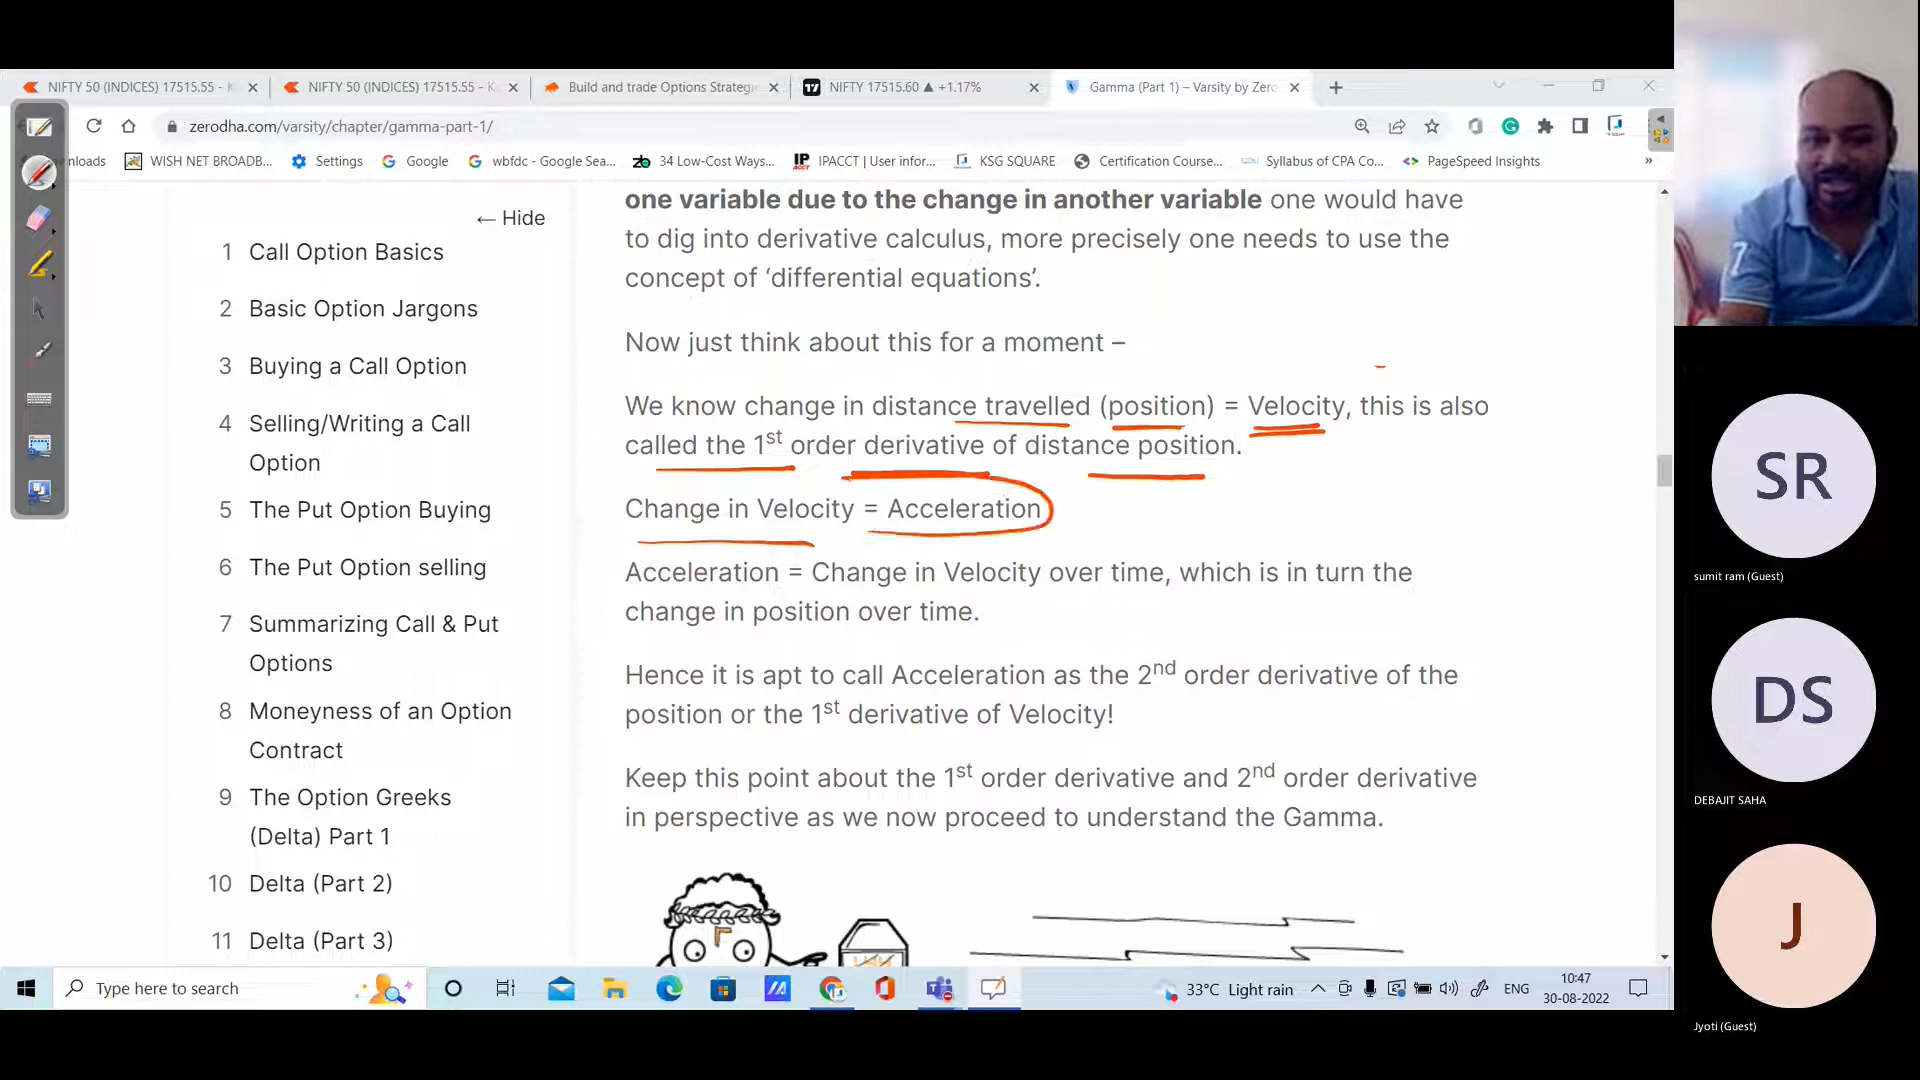 NIFTY 50 (INDICES) 17515.55 - K
NIFTY 50 (INDICES) 17515.55 - K
Build and trade Options Strategi
NIFTY 17515.60 ▲ +1.17%
Gamma (Part 1) – Varsity by Zero
zerodha.com/varsity/chapter/gamma-part-1/
nloads
WISH NET BROADB...
Settings
Google
wbfdc - Google Sea...
34 Low-Cost Ways...
IPACCT | User infor...
KSG SQUARE
Certification Course...
Syllabus of CPA Co...
PageSpeed Insights
»
← Hide
1 Call Option Basics
2 Basic Option Jargons
3 Buying a Call Option
4 Selling/Writing a Call
Option
5 The Put Option Buying
6 The Put Option selling
7 Summarizing Call & Put
Options
8 Moneyness of an Option
Contract
9 The Option Greeks
(Delta) Part 1
10 Delta (Part 2)
11 Delta (Part 3)
one variable due to the change in another variable one would have
to dig into derivative calculus, more precisely one needs to use the
concept of ‘differential equations’.
Now just think about this for a moment –
We know change in distance travelled (position) = Velocity, this is also
called the 1st order derivative of distance position.
Change in Velocity = Acceleration
Acceleration = Change in Velocity over time, which is in turn the
change in position over time.
Hence it is apt to call Acceleration as the 2nd order derivative of the
position or the 1st derivative of Velocity!
Keep this point about the 1st order derivative and 2nd order derivative
in perspective as we now proceed to understand the Gamma.
Type here to search
33°C Light rain
ENG
10:47
30-08-2022
7
SR
sumit ram (Guest)
DS
DEBAJIT SAHA
J
Jyoti (Guest)